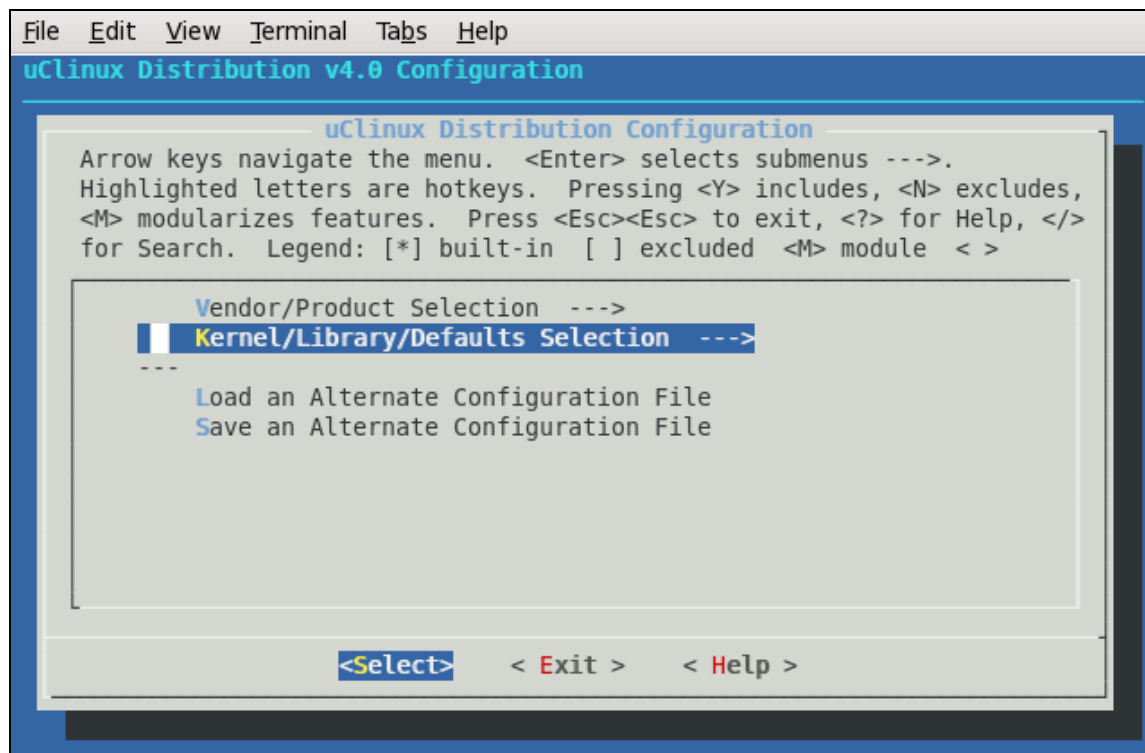 File Edit View Terminal Tabs Help
uClinux Distribution v4.0 Configuration
uClinux Distribution Configuration
Arrow keys navigate the menu. <Enter> selects submenus --->.
Highlighted letters are hotkeys. Pressing <Y> includes, <N> excludes,
<M> modularizes features. Press <Esc><Esc> to exit, <?> for Help, </>
for Search. Legend: [*] built-in [ ] excluded <M> module < >
Vendor/Product Selection --->
Kernel/Library/Defaults Selection --->
---
Load an Alternate Configuration File
Save an Alternate Configuration File
<Select> < Exit > < Help >